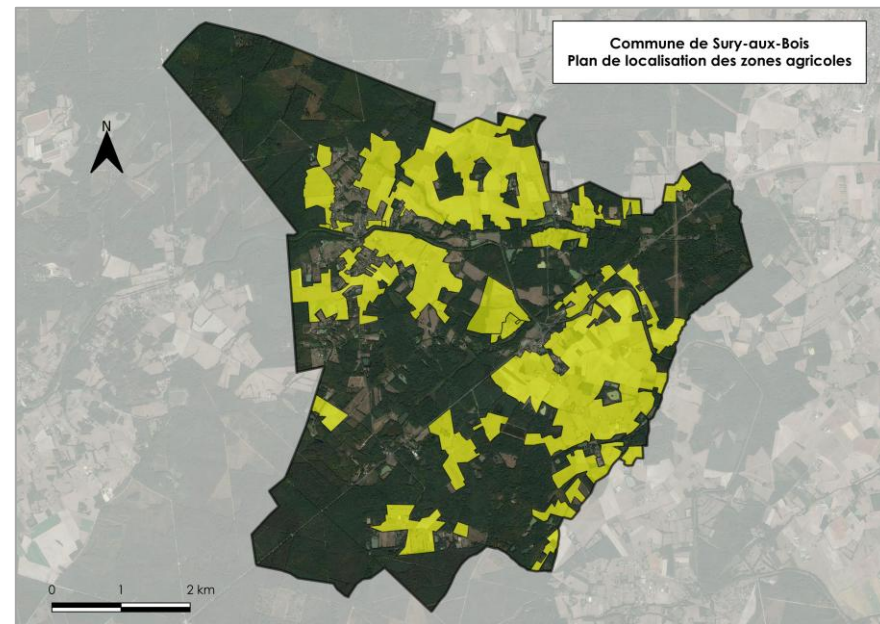 Commune de Sury-aux-Bois
Plan de localisation des zones agricoles
N
0 1 2 km